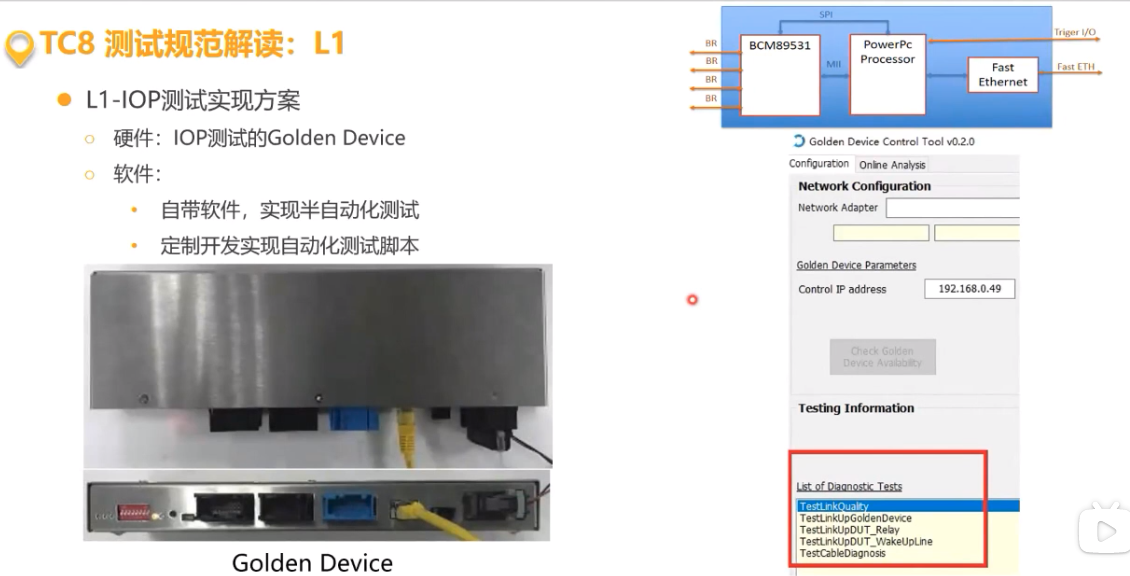 TC8 测试规范解读：L1
L1-IOP测试实现方案
硬件：IOP测试的Golden Device
软件：
自带软件，实现半自动化测试
定制开发实现自动化测试脚本
Golden Device
SPI
BR
BR
BR
BR
BCM89531
MII
PowerPc
Processor
Fast
Ethernet
Triger I/O
Fast ETH
Golden Device Control Tool v0.2.0
Configuration
Online Analysis
Network Configuration
Network Adapter
Golden Device Parameters
Control IP address
192.168.0.49
Check Golden
Device Availability
Testing Information
List of Diagnostic Tests
TestLinkQuality
TestLinkUpGoldenDevice
TestLinkUpDUT_Relay
TestLinkUpDUT_WakeUpLine
TestCableDiagnosis